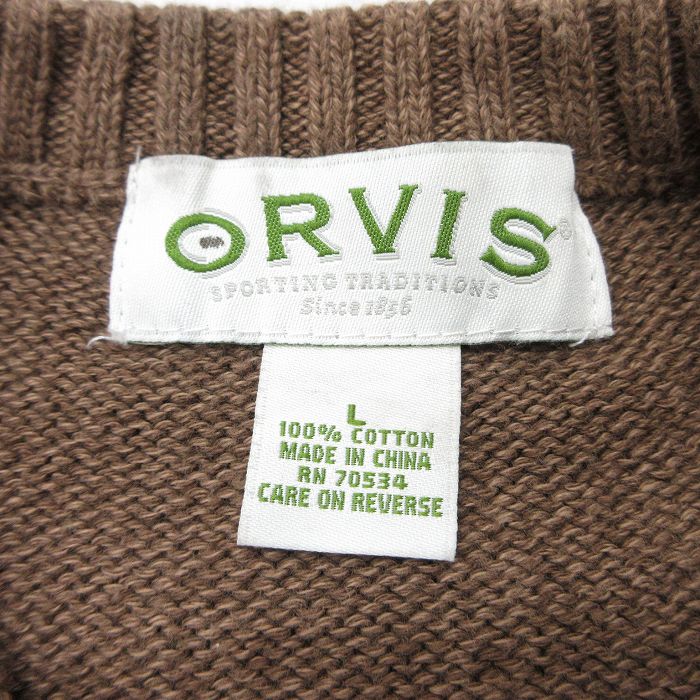 ORVIS®
SPORTING TRADITIONS
Since 1856
L
100% COTTON
MADE IN CHINA
RN 70534
CARE ON REVERSE